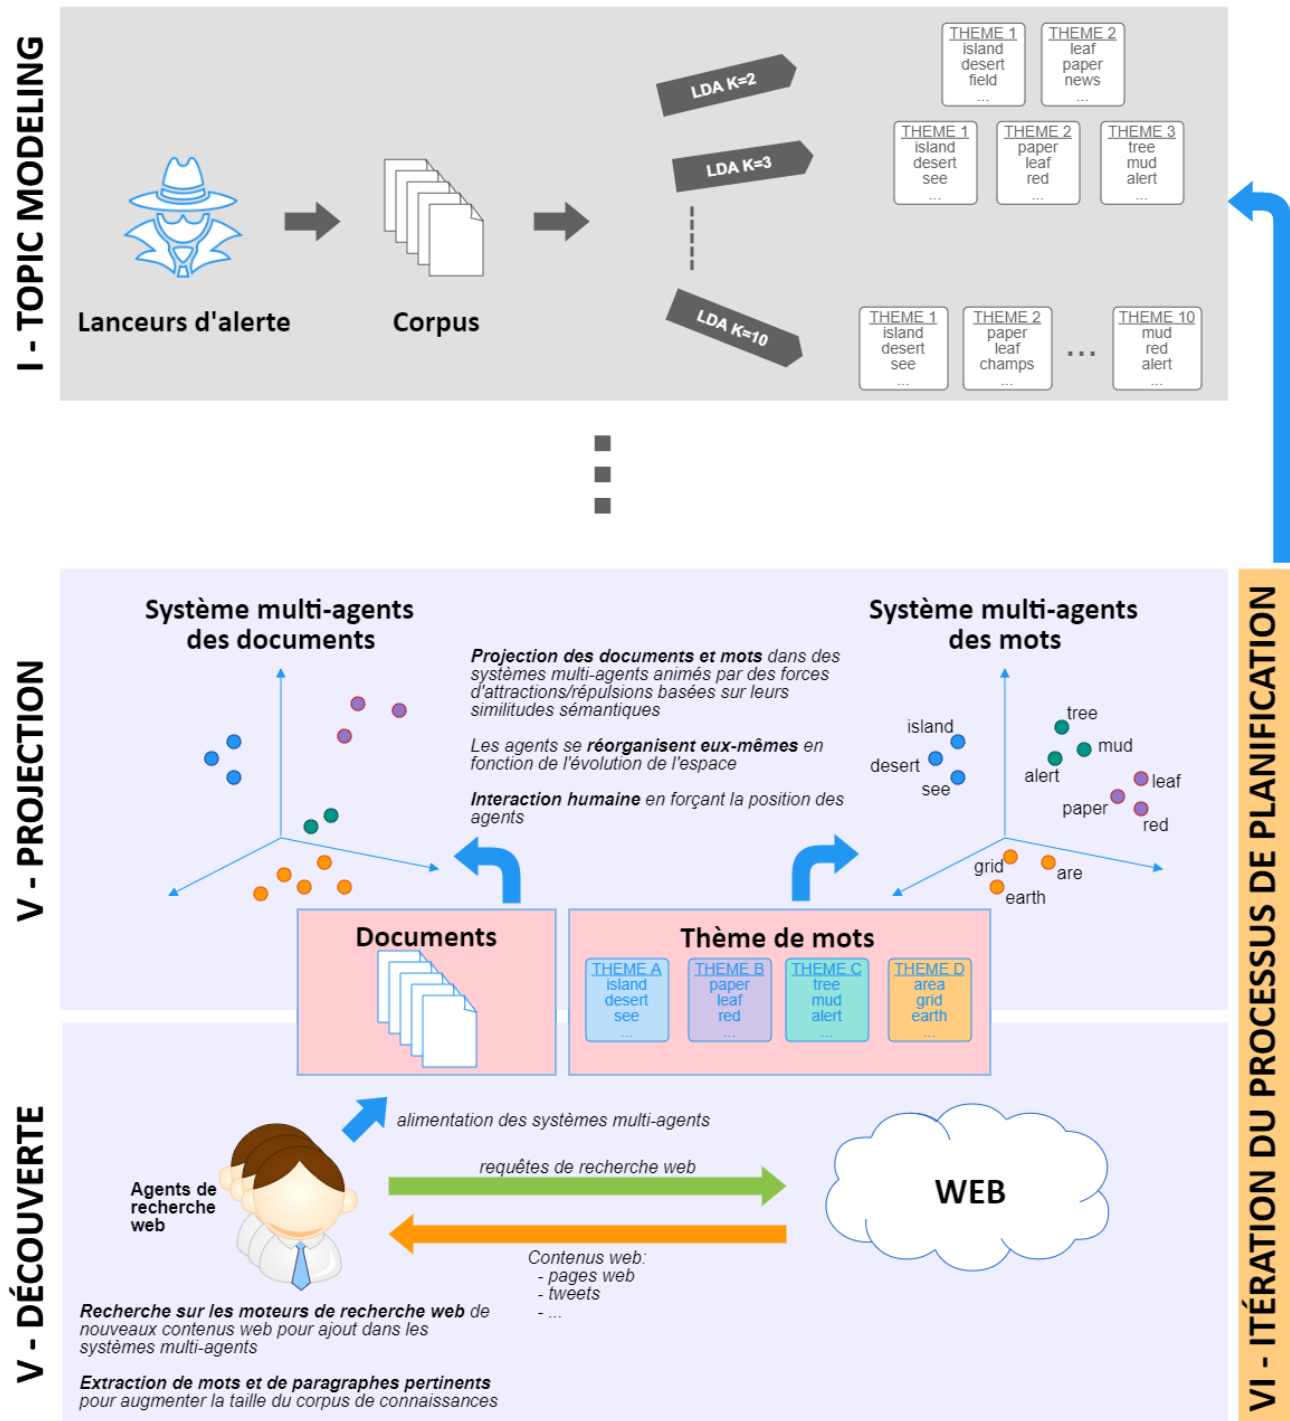 I - TOPIC MODELING
Lanceurs d'alerte
Corpus
LDA K=2
LDA K=3
LDA K=10
THEME 1
island
desert
field
...
THEME 2
leaf
paper
news
...
THEME 1
island
desert
see
...
THEME 2
paper
leaf
red
...
THEME 3
tree
mud
alert
...
THEME 1
island
desert
see
...
THEME 2
paper
leaf
champs
...
...
THEME 10
mud
red
alert
...
V - PROJECTION
Système multi-agents
des documents
Projection des documents et mots dans des
systèmes multi-agents animés par des forces
d'attractions/répulsions basées sur leurs
similitudes sémantiques
Les agents se réorganisent eux-mêmes en
fonction de l'évolution de l'espace
Interaction humaine en forçant la position des
agents
Système multi-agents
des mots
island
desert
see
tree
mud
alert
leaf
paper
red
grid
are
earth
Documents
Thème de mots
THEME A
island
desert
see
...
THEME B
paper
leaf
red
...
THEME C
tree
mud
alert
...
THEME D
area
grid
earth
...
V - DÉCOUVERTE
alimentation des systèmes multi-agents
Agents de
recherche
web
requêtes de recherche web
WEB
Contenus web:
- pages web
- tweets
- ...
Recherche sur les moteurs de recherche web de
nouveaux contenus web pour ajout dans les
systèmes multi-agents
Extraction de mots et de paragraphes pertinents
pour augmenter la taille du corpus de connaissances
VI - ITÉRATION DU PROCESSUS DE PLANIFICATION